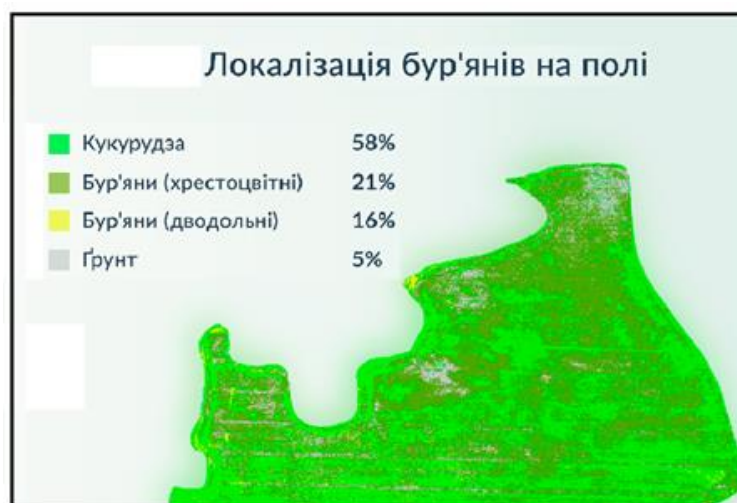 Локалізація бур'янів на полі
Кукурудза 58%
Бур'яни (хрестоцвітні) 21%
Бур'яни (дводольні) 16%
Ґрунт 5%